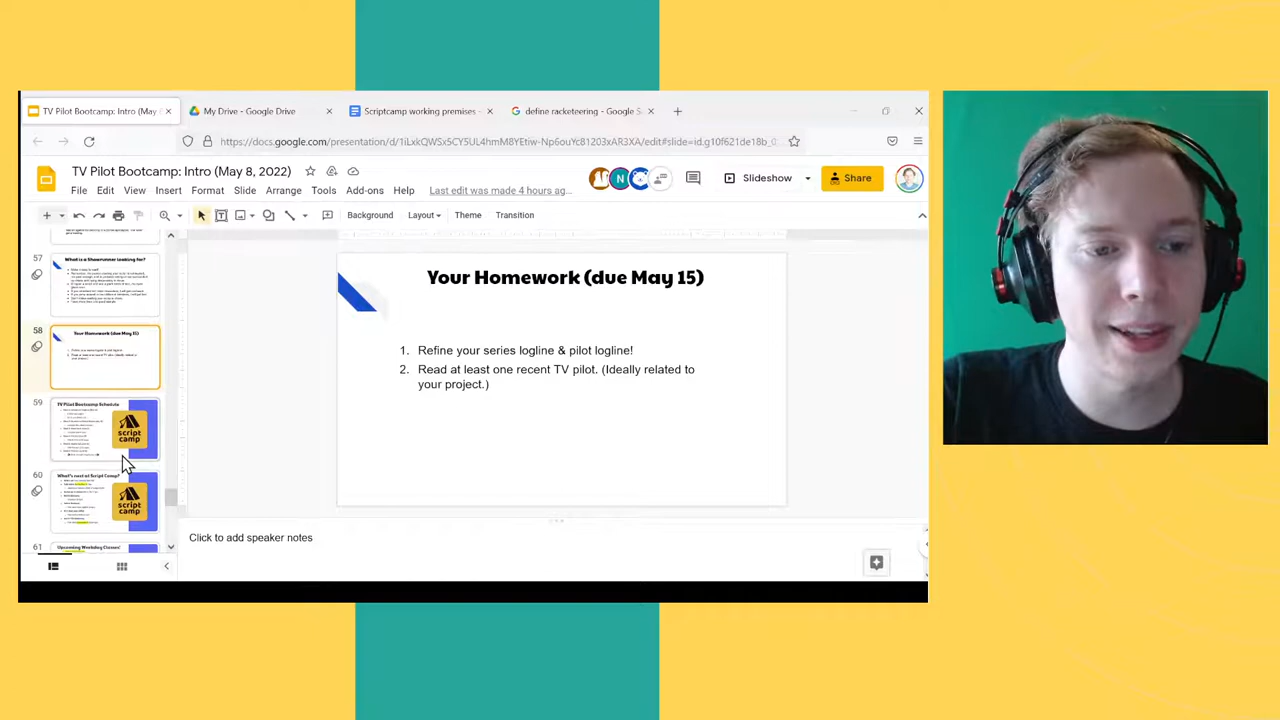 TV Pilot Bootcamp: Intro (May
My Drive - Google Drive
Scriptcamp working premises -
define racketeering - Google S
https://docs.google.com/presentation/d/1iLxkQWSx5CY5UL4hmM8YEtiw-Np6ouYc81203xAR3XA/edit#slide=id.g10f621de18b_0
TV Pilot Bootcamp: Intro (May 8, 2022)
File Edit View Insert Format Slide Arrange Tools Add-ons Help Last edit was made 4 hours ag...
N
Slideshow
Share
Background Layout Theme Transition
57
What is a Showrunner Looking for?
58
Your Homework (due May 15)
59
TV Pilot Bootcamp Schedule
script
camp
60
What's next at Script Camp?
script
camp
61
Upcoming Workshop Classes!
Your Homework (due May 15)
1. Refine your series logline & pilot logline!
2. Read at least one recent TV pilot. (Ideally related to
your project.)
Click to add speaker notes